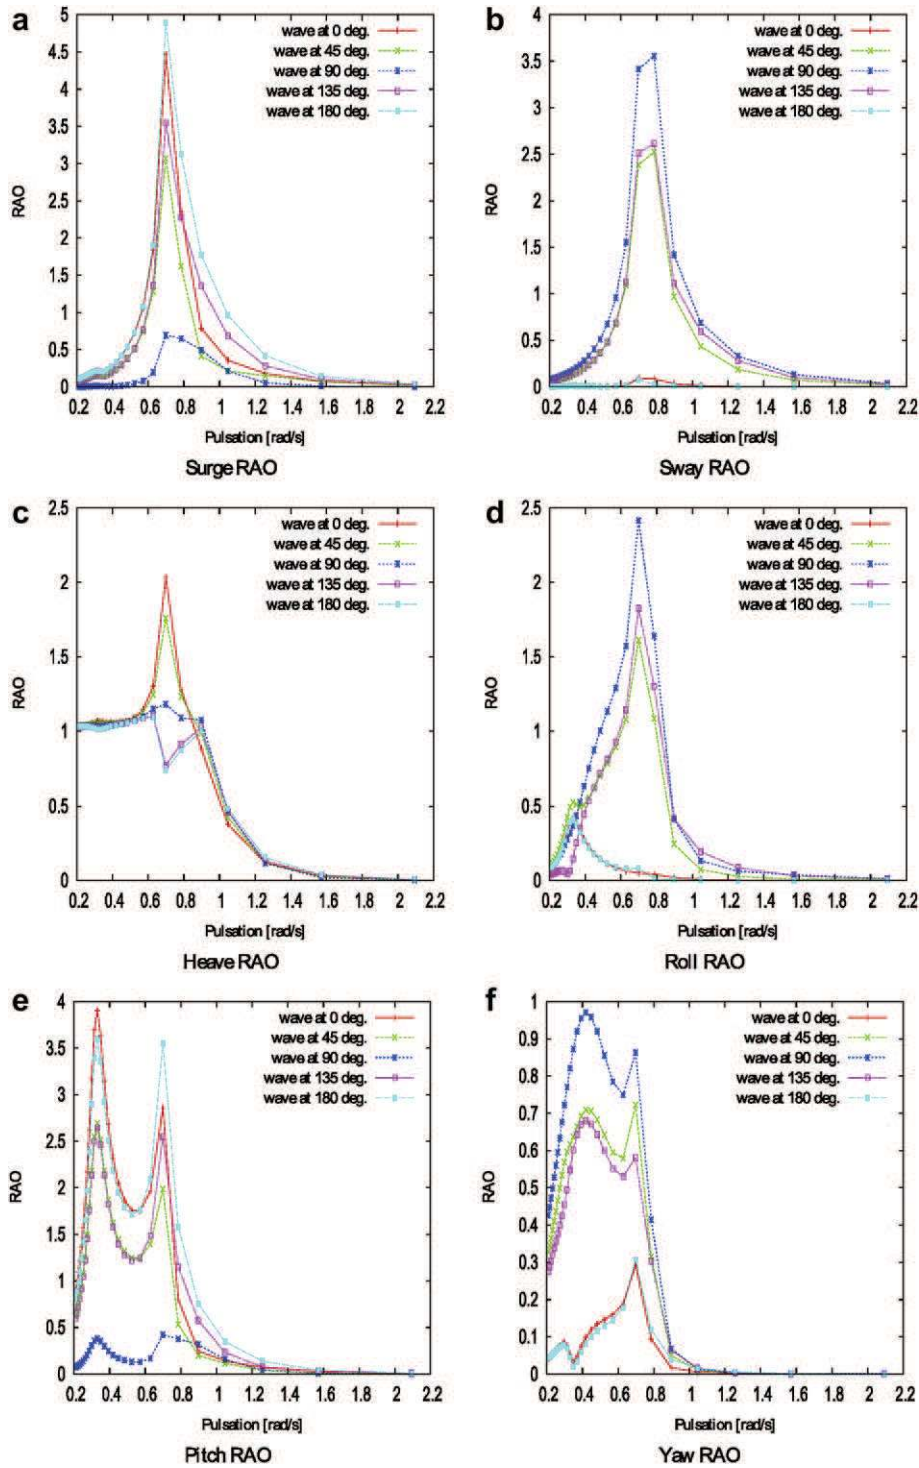 a
5
4.5
4
3.5
3
2.5
2
1.5
1
0.5
0
RAO
wave at 0 deg.
wave at 45 deg.
wave at 90 deg.
wave at 135 deg.
wave at 180 deg.
0.2 0.4 0.6 0.8 1 1.2 1.4 1.6 1.8 2 2.2
Pulsation [rad/s]
Surge RAO
b
4
3.5
3
2.5
2
1.5
1
0.5
0
RAO
wave at 0 deg.
wave at 45 deg.
wave at 90 deg.
wave at 135 deg.
wave at 180 deg.
0.2 0.4 0.6 0.8 1 1.2 1.4 1.6 1.8 2 2.2
Pulsation [rad/s]
Sway RAO
c
2.5
2
1.5
1
0.5
0
RAO
wave at 0 deg.
wave at 45 deg.
wave at 90 deg.
wave at 135 deg.
wave at 180 deg.
0.2 0.4 0.6 0.8 1 1.2 1.4 1.6 1.8 2 2.2
Pulsation [rad/s]
Heave RAO
d
2.5
2
1.5
1
0.5
0
RAO
wave at 0 deg.
wave at 45 deg.
wave at 90 deg.
wave at 135 deg.
wave at 180 deg.
0.2 0.4 0.6 0.8 1 1.2 1.4 1.6 1.8 2 2.2
Pulsation [rad/s]
Roll RAO
e
4
3.5
3
2.5
2
1.5
1
0.5
0
RAO
wave at 0 deg.
wave at 45 deg.
wave at 90 deg.
wave at 135 deg.
wave at 180 deg.
0.2 0.4 0.6 0.8 1 1.2 1.4 1.6 1.8 2 2.2
Pulsation [rad/s]
Pitch RAO
f
1
0.9
0.8
0.7
0.6
0.5
0.4
0.3
0.2
0.1
0
RAO
wave at 0 deg.
wave at 45 deg.
wave at 90 deg.
wave at 135 deg.
wave at 180 deg.
0.2 0.4 0.6 0.8 1 1.2 1.4 1.6 1.8 2 2.2
Pulsation [rad/s]
Yaw RAO